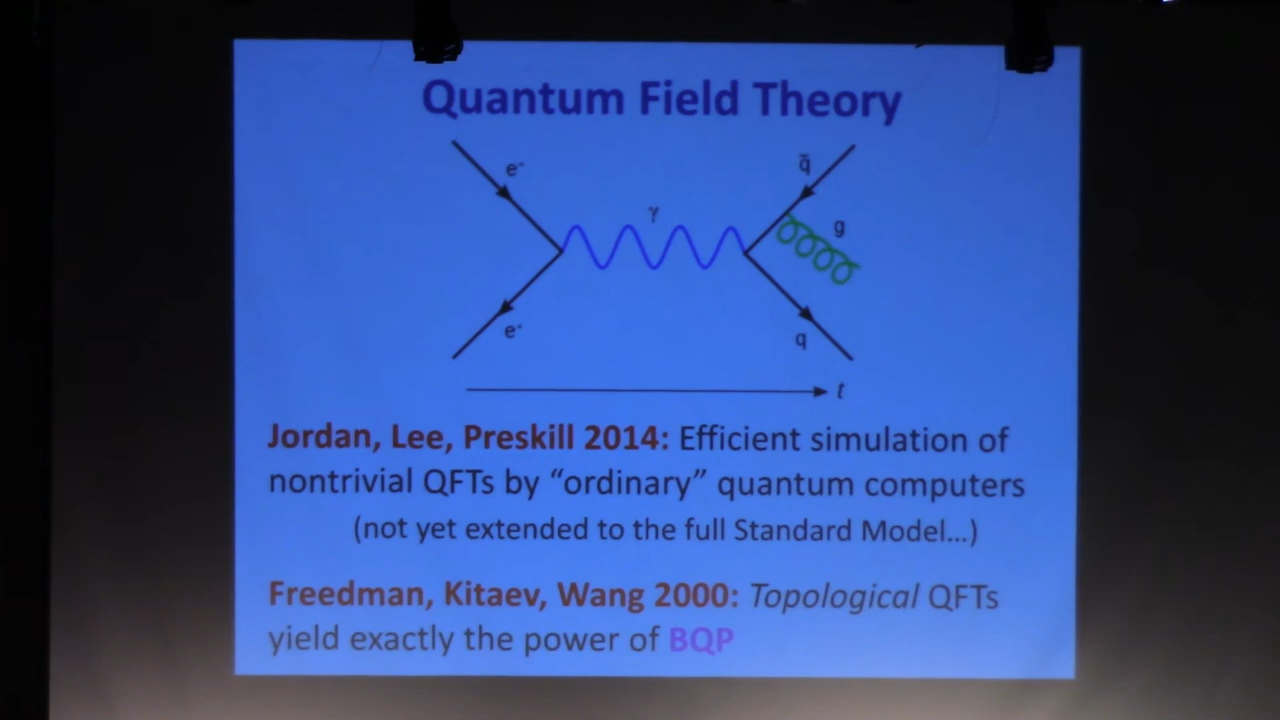 Quantum Field Theory
e⁻
q̄
γ
g
e⁺
q
t
Jordan, Lee, Preskill 2014: Efficient simulation of
nontrivial QFTs by “ordinary” quantum computers
(not yet extended to the full Standard Model…)
Freedman, Kitaev, Wang 2000: Topological QFTs
yield exactly the power of BQP